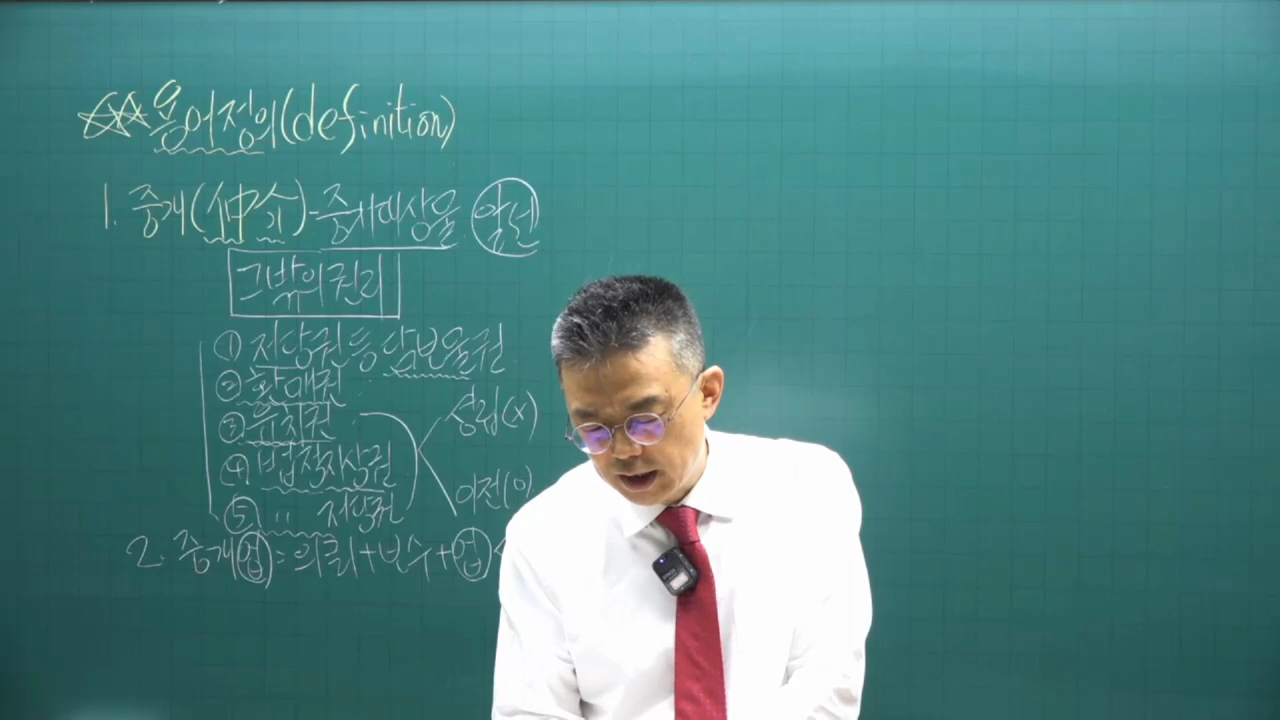 ☆☆용어정의(definition)
1. 중개(仲介)-중개대상물 알선
그밖의권리
① 저당권등 담보물권
② 환매권
③ 유치권 성립(x)
④ 법정지상권
이전(o)
⑤ '' 저당권
2. 중개업=의뢰+보수+업